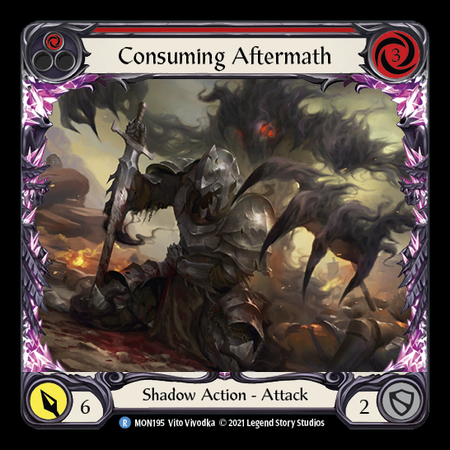 Consuming Aftermath
3
6
Shadow Action - Attack
2
R MON195 Vito Vivodka © 2021 Legend Story Studios